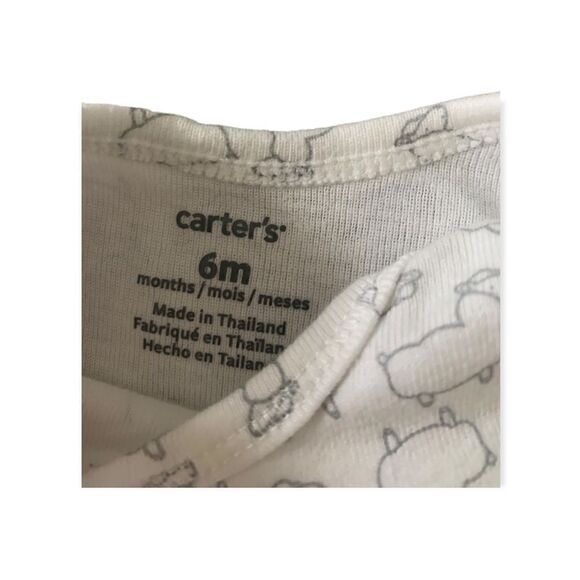 carter's
6m
months / mois / meses
Made in Thailand
Fabriqué en Thaïlan
Hecho en Tailan